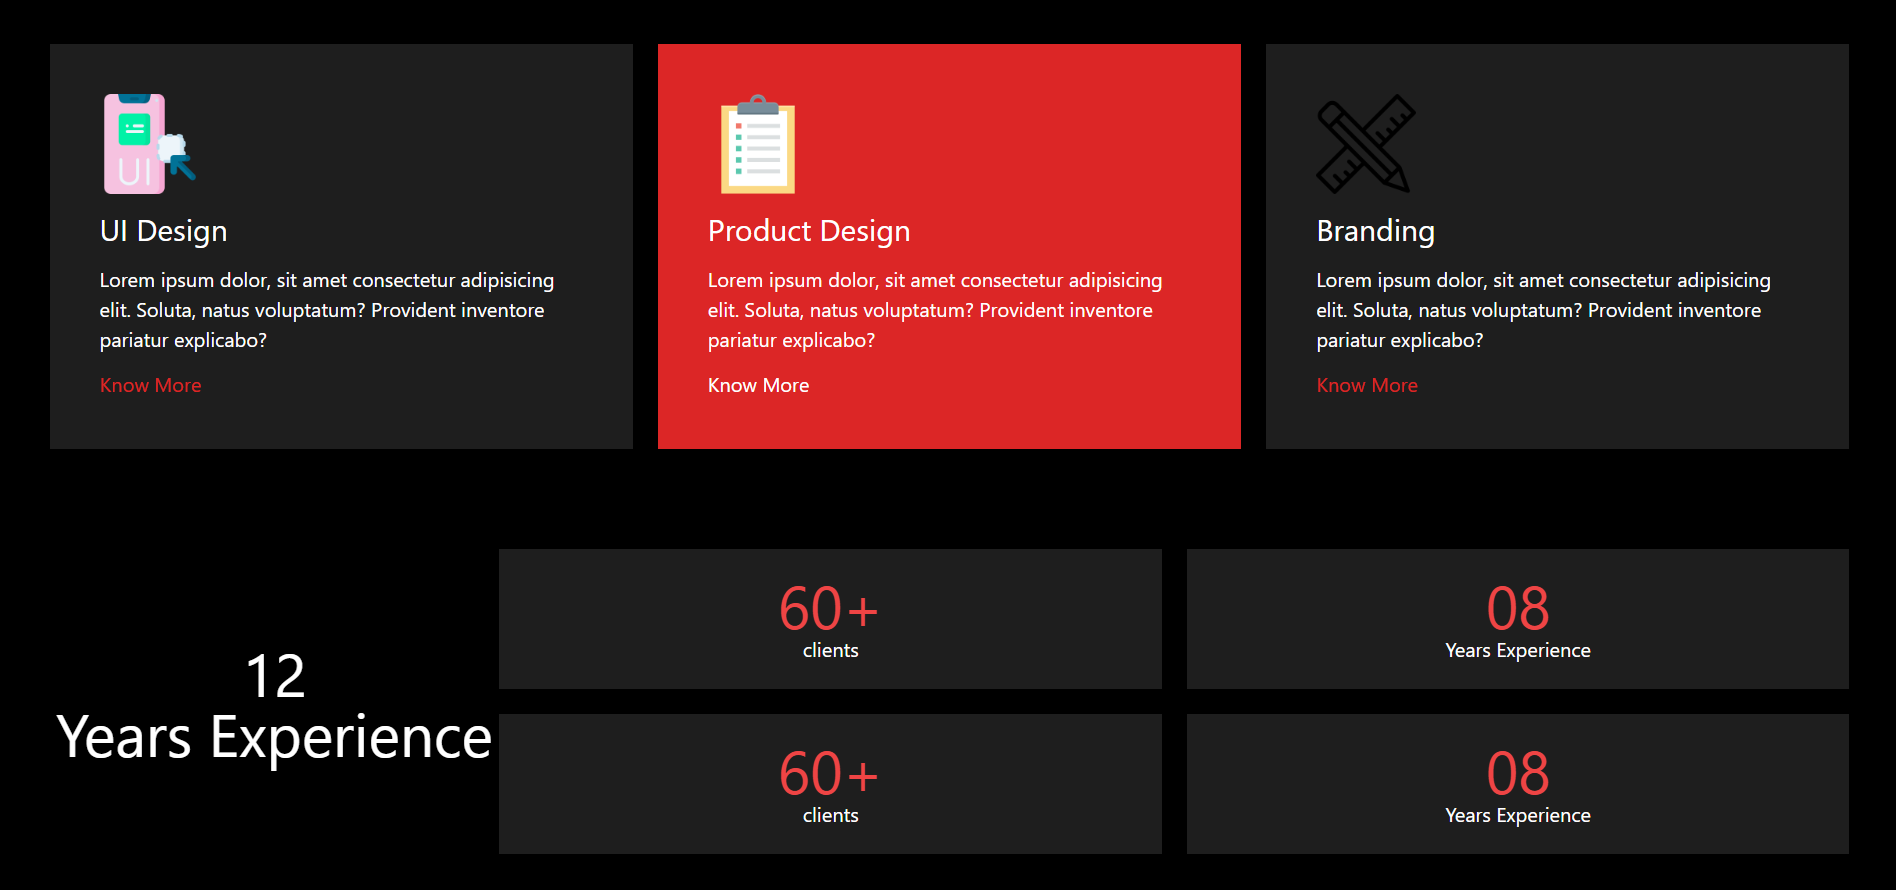 UI
UI Design
Lorem ipsum dolor, sit amet consectetur adipisicing
elit. Soluta, natus voluptatum? Provident inventore
pariatur explicabo?
Know More
Product Design
Lorem ipsum dolor, sit amet consectetur adipisicing
elit. Soluta, natus voluptatum? Provident inventore
pariatur explicabo?
Know More
Branding
Lorem ipsum dolor, sit amet consectetur adipisicing
elit. Soluta, natus voluptatum? Provident inventore
pariatur explicabo?
Know More
12
Years Experience
60+
clients
08
Years Experience
60+
clients
08
Years Experience